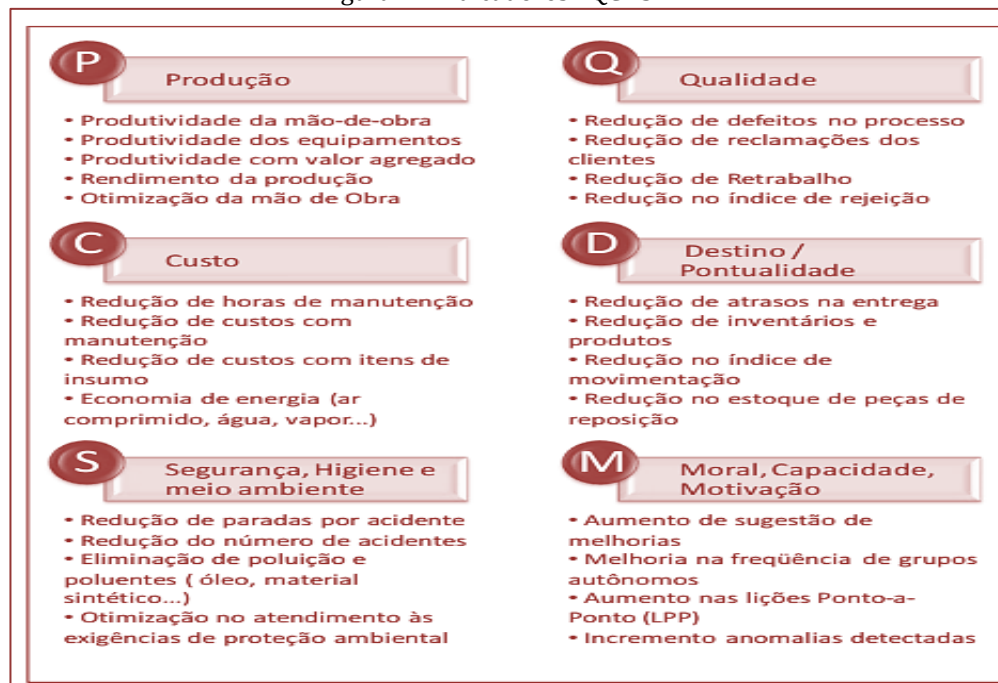 P
Produção
• Produtividade da mão-de-obra
• Produtividade dos equipamentos
• Produtividade com valor agregado
• Rendimento da produção
• Otimização da mão de Obra
Q
Qualidade
• Redução de defeitos no processo
• Redução de reclamações dos
clientes
• Redução de Retrabalho
• Redução no índice de rejeição
C
Custo
• Redução de horas de manutenção
• Redução de custos com
manutenção
• Redução de custos com itens de
insumo
• Economia de energia (ar
comprimido, água, vapor...)
D
Destino /
Pontualidade
• Redução de atrasos na entrega
• Redução de inventários e
produtos
• Redução no índice de
movimentação
• Redução no estoque de peças de
reposição
S
Segurança, Higiene e
meio ambiente
• Redução de paradas por acidente
• Redução do número de acidentes
• Eliminação de poluição e
poluentes ( óleo, material
sintético...)
• Otimização no atendimento às
exigências de proteção ambiental
M
Moral, Capacidade,
Motivação
• Aumento de sugestão de
melhorias
• Melhoria na freqüência de grupos
autônomos
• Aumento nas lições Ponto-a-
Ponto (LPP)
• Incremento anomalias detectadas